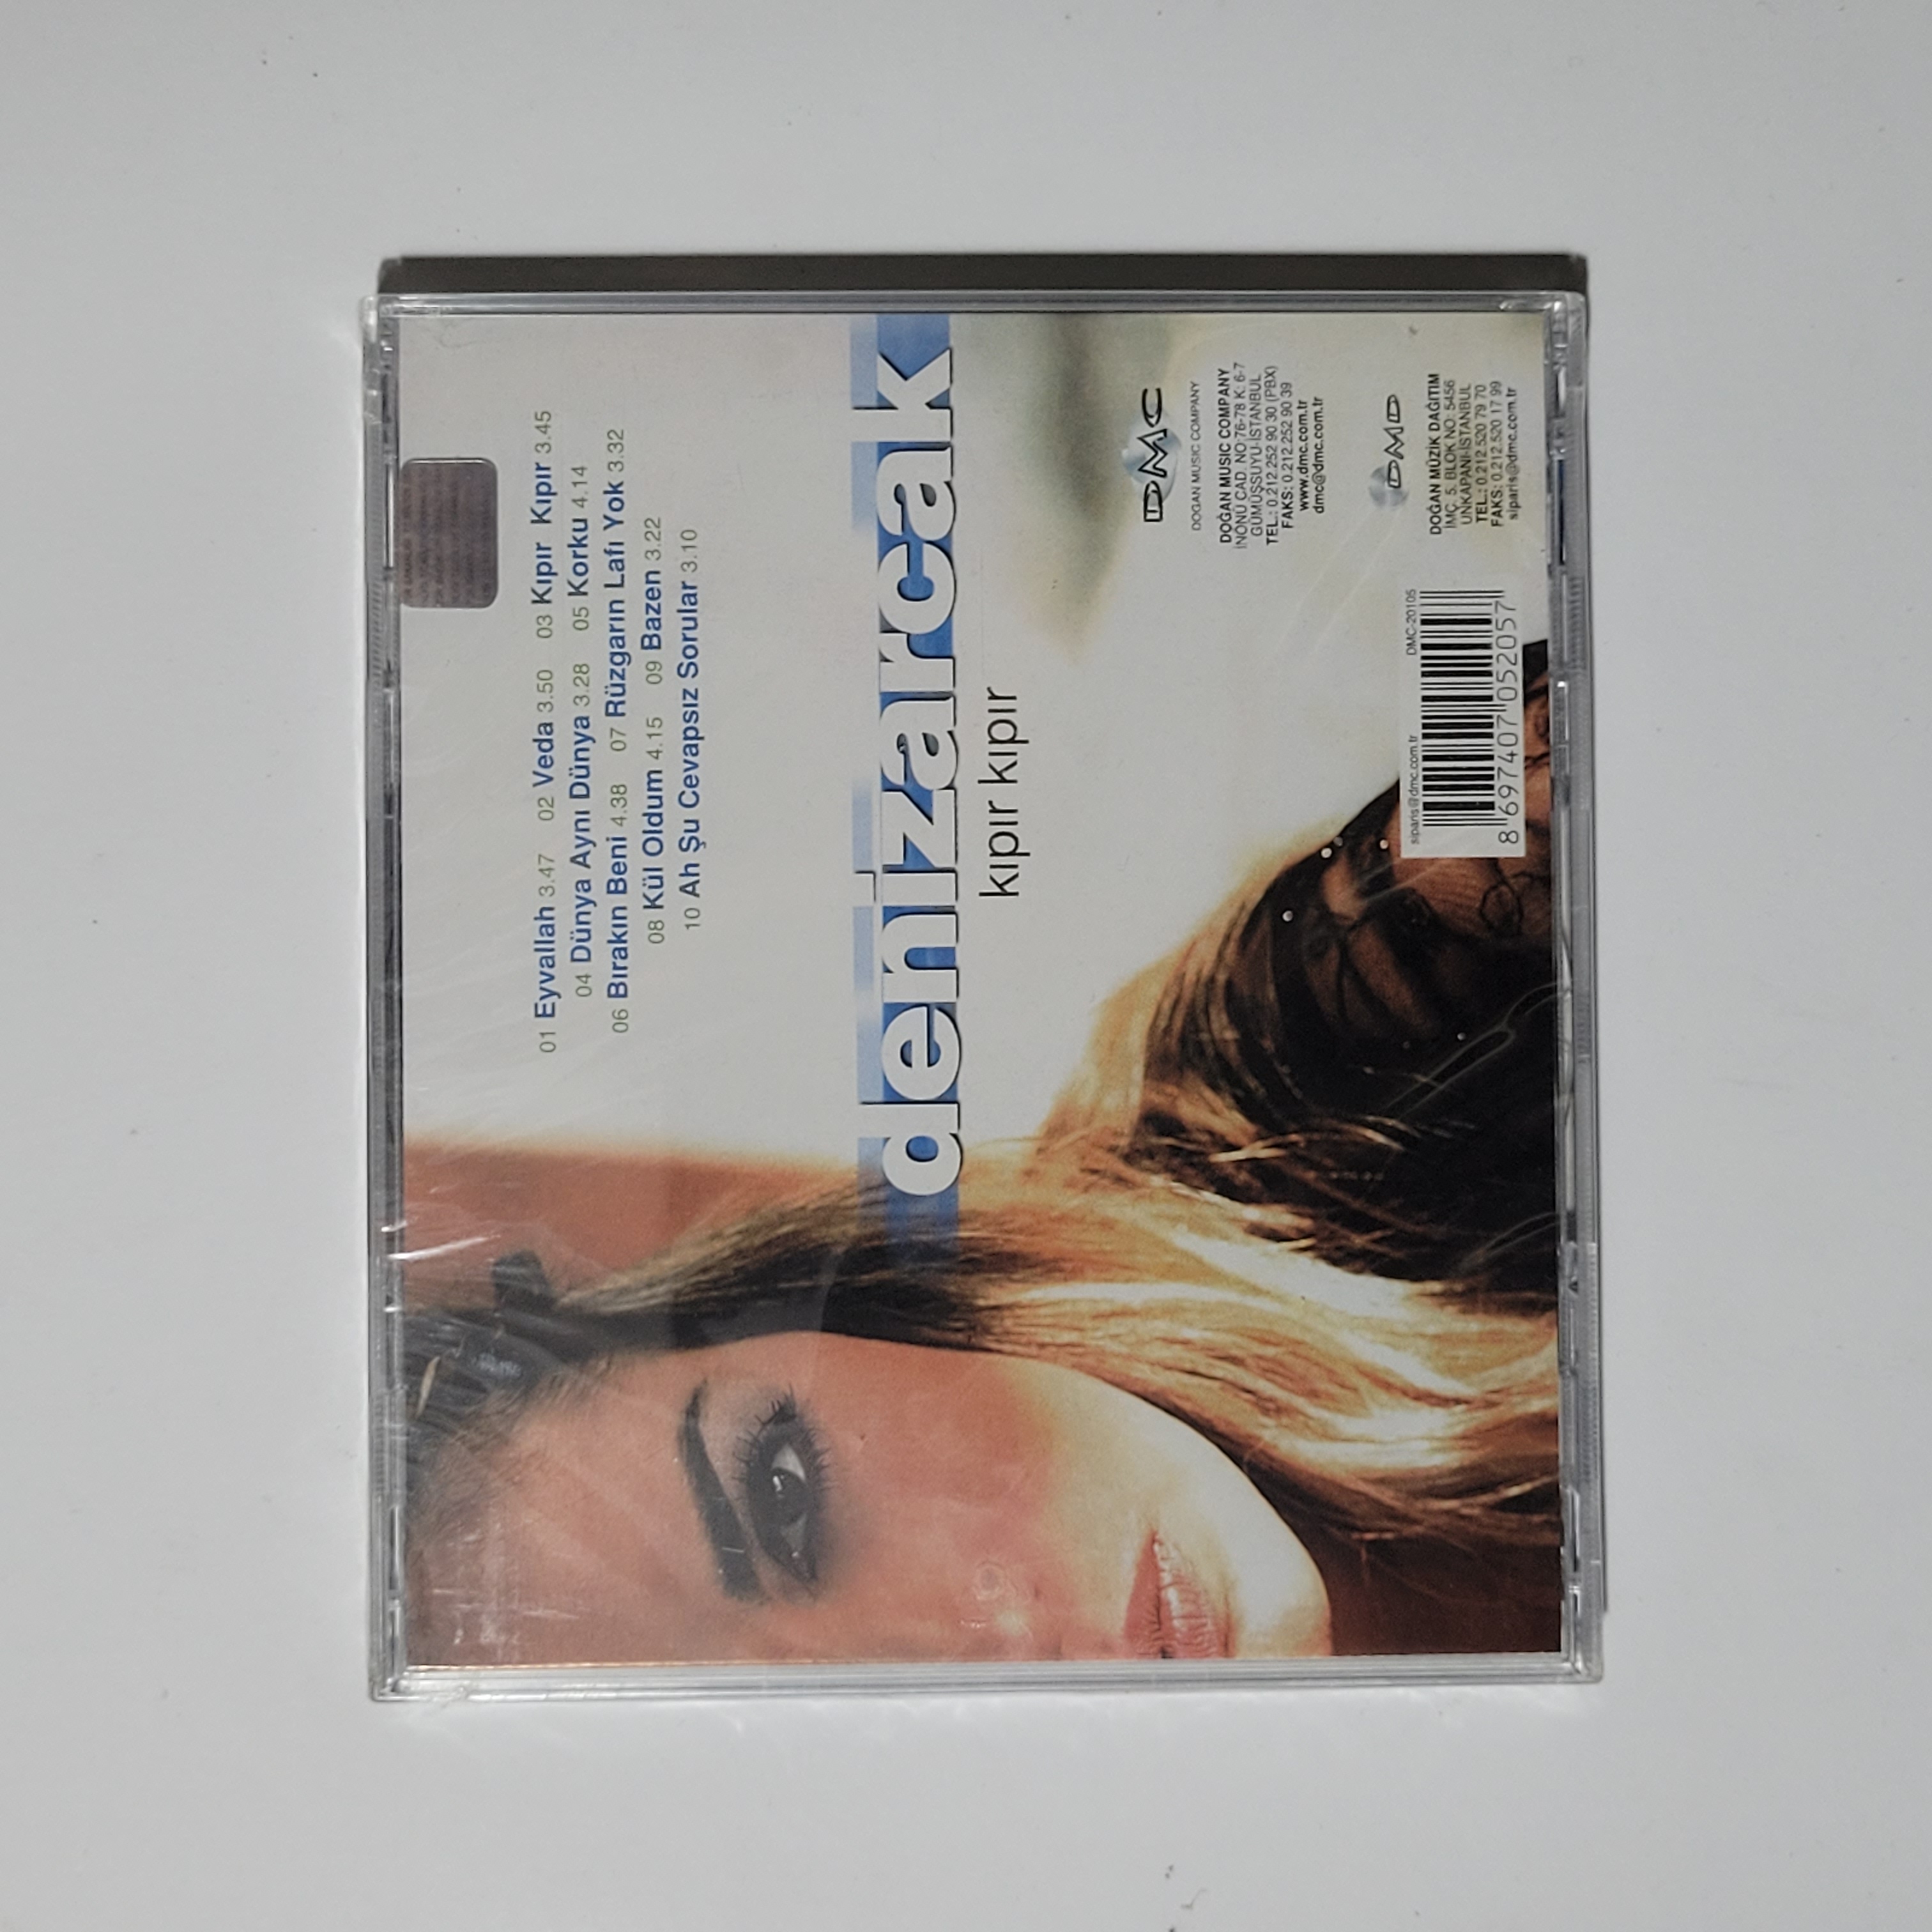 01 Eyvallah 3.47 02 Veda 3.50 03 Kıpır Kıpır 3.45
04 Dünya Aynı Dünya 3.28 05 Korku 4.14
06 Bırakın Beni 4.38 07 Rüzgarın Lafı Yok 3.32
08 Kül Oldum 4.15 09 Bazen 3.22
10 Ah Şu Cevapsız Sorular 3.10
denizarcak
kıpır kıpır
DMC
DOGAN MUSIC COMPANY
DOĞAN MUSIC COMPANY
İNÖNÜ CAD. NO:76-78 K: 6-7
GÜMÜŞSUYU-İSTANBUL
TEL.: 0.212.252 90 30 (PBX)
FAKS: 0.212.252 90 39
www.dmc.com.tr
dmc@dmc.com.tr
DMD
DOĞAN MÜZİK DAĞITIM
İMÇ. 5. BLOK NO: 5456
UNKAPANI-İSTANBUL
TEL.: 0.212.520 79 70
FAKS: 0.212.520 17 99
siparis@dmc.com.tr
siparis@dmc.com.tr DMC-20105
8 697407 052057